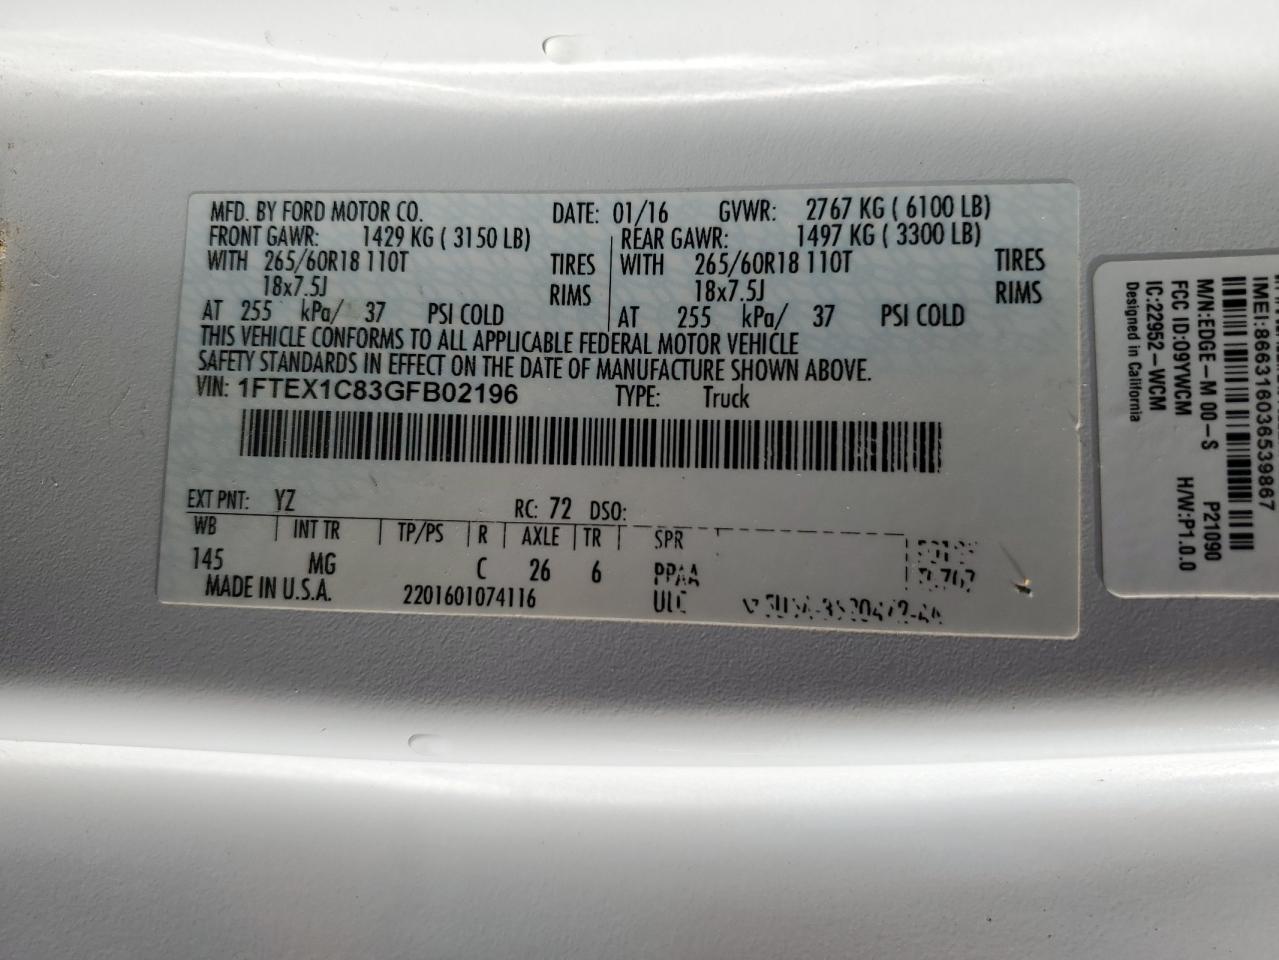 MFD. BY FORD MOTOR CO. DATE: 01/16 GVWR: 2767 KG ( 6100 LB)
FRONT GAWR: 1429 KG ( 3150 LB) REAR GAWR: 1497 KG ( 3300 LB)
WITH 265/60R18 110T TIRES WITH 265/60R18 110T TIRES
18x7.5J RIMS 18x7.5J RIMS
AT 255 kPa/ 37 PSI COLD AT 255 kPa/ 37 PSI COLD
THIS VEHICLE CONFORMS TO ALL APPLICABLE FEDERAL MOTOR VEHICLE
SAFETY STANDARDS IN EFFECT ON THE DATE OF MANUFACTURE SHOWN ABOVE.
VIN: 1FTEX1C83GFB02196 TYPE: Truck
EXT PNT: YZ RC: 72 DSO:
WB INT TR TP/PS R AXLE TR SPR
145 MG C 26 6 PPAA
MADE IN U.S.A. 2201601074116 ULC
IMEI:866316036539867
M/N:EDGE-M 00-S P21090
FCC ID:09YWCM H/W:P1.0.0
IC:22952-WCM
Designed in California